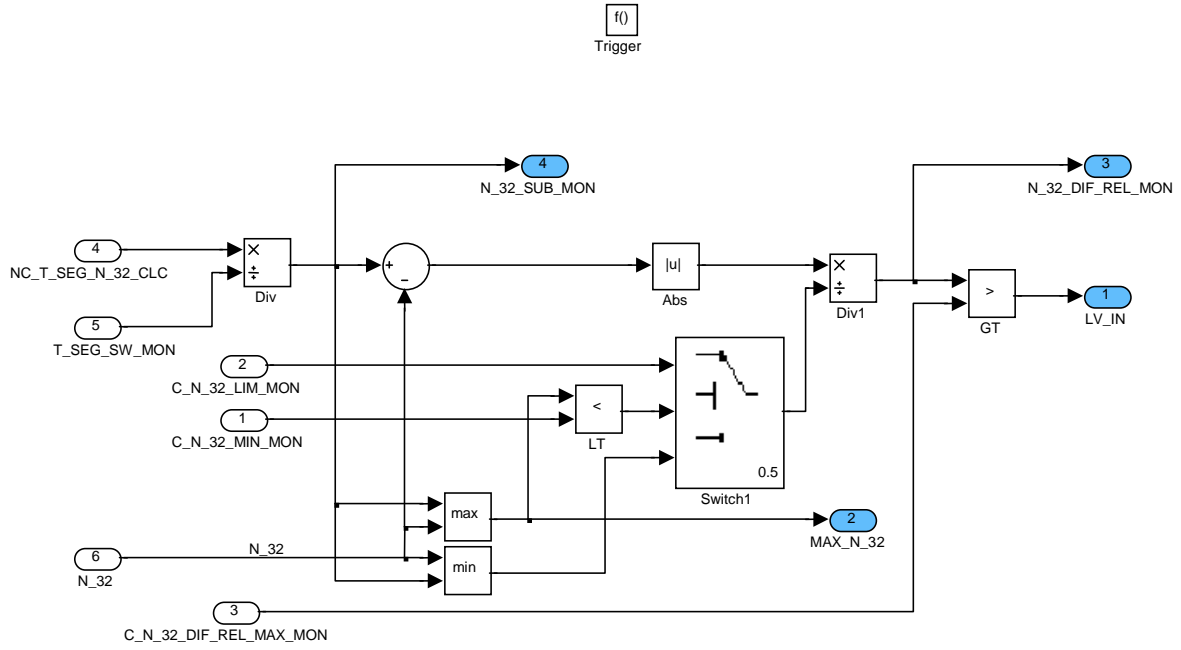 f()
Trigger
4
N_32_SUB_MON
3
N_32_DIF_REL_MON
4
NC_T_SEG_N_32_CLC
×
÷
Div
+
−
|u|
Abs
×
÷
Div1
>
GT
1
LV_IN
5
T_SEG_SW_MON
2
C_N_32_LIM_MON
1
C_N_32_MIN_MON
<
LT
0.5
Switch1
max
2
MAX_N_32
6
N_32
N_32
min
3
C_N_32_DIF_REL_MAX_MON